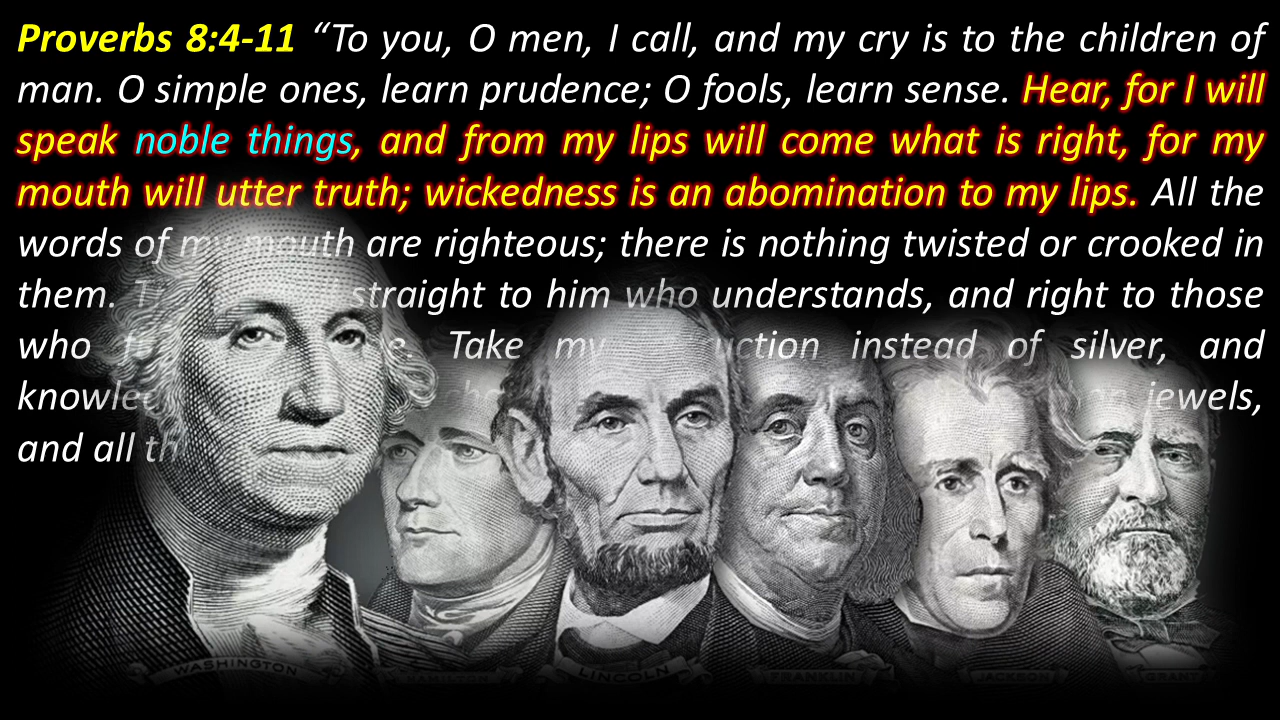 Proverbs 8:4-11 “To you, O men, I call, and my cry is to the children of
man. O simple ones, learn prudence; O fools, learn sense. Hear, for I will
speak noble things, and from my lips will come what is right, for my
mouth will utter truth; wickedness is an abomination to my lips. All the
words of my mouth are righteous; there is nothing twisted or crooked in
them. straight to him who understands, and right to those
who Take my instead of silver, and
jewels,
and all
WASHINGTON HAMILTON LINCOLN FRANKLIN JACKSON GRANT